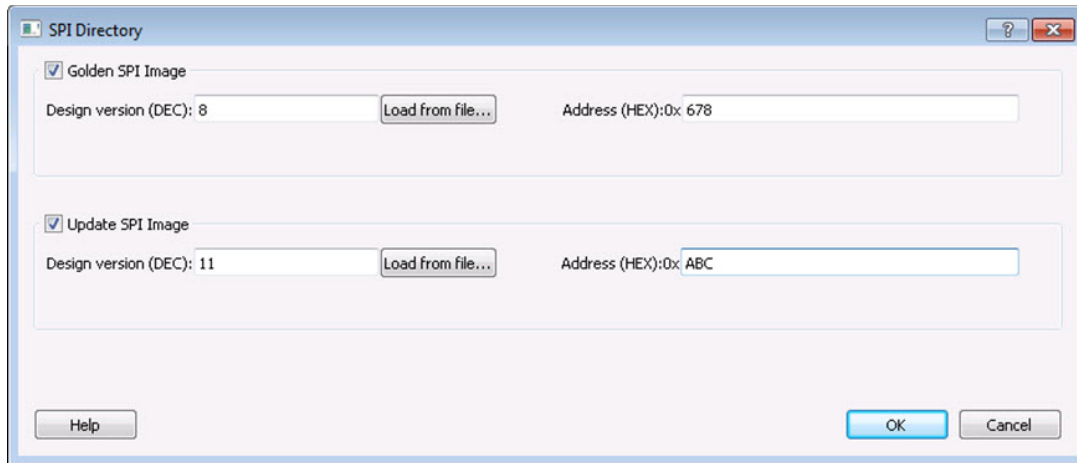 SPI Directory
Golden SPI Image
Design version (DEC): 8 Load from file... Address (HEX):0x 678
Update SPI Image
Design version (DEC): 11 Load from file... Address (HEX):0x ABC
Help OK Cancel